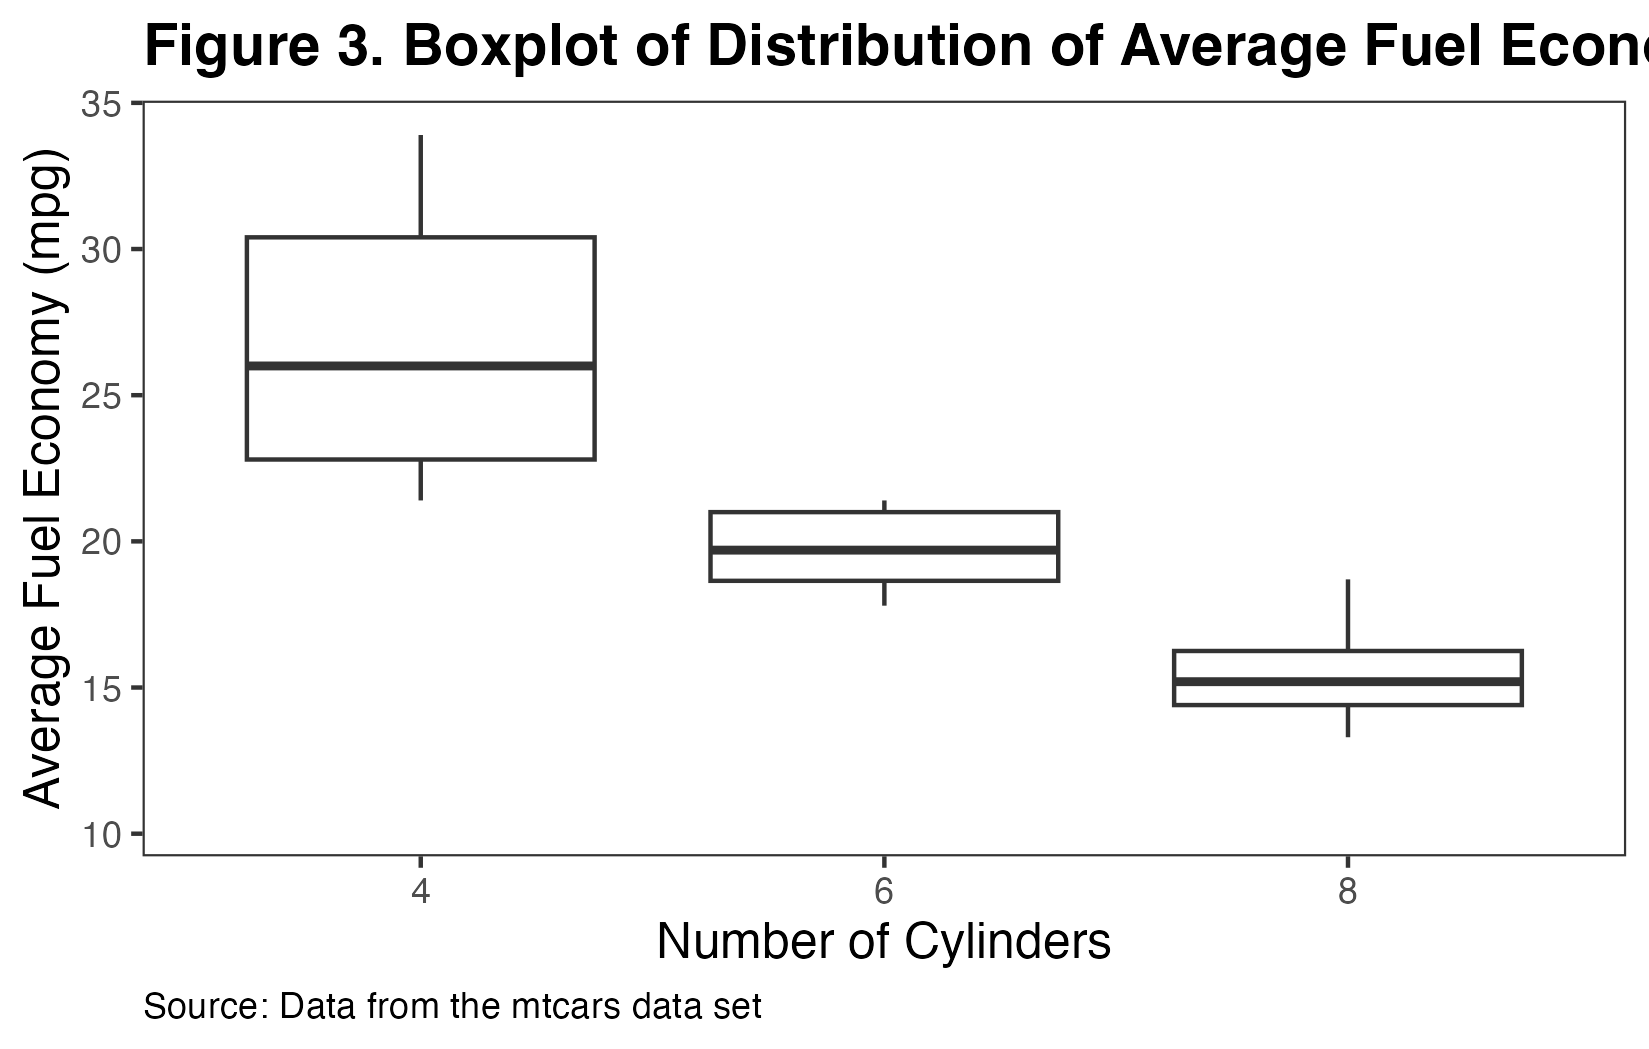 Figure 3. Boxplot of Distribution of Average Fuel
Average Fuel Economy (mpg)
35
30
25
20
15
10
4 6 8
Number of Cylinders
Source: Data from the mtcars data set